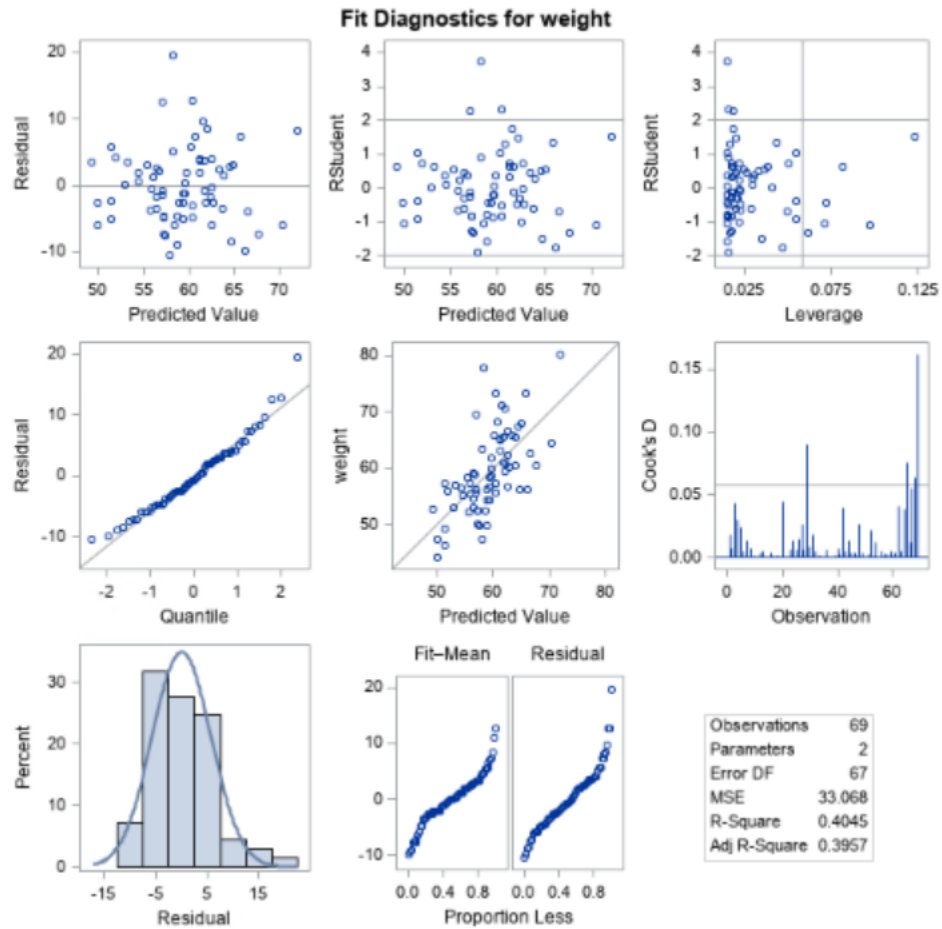 Fit Diagnostics for weight
20
10
0
-10
Residual
50 55 60 65 70
Predicted Value
4
3
2
1
0
-1
-2
RStudent
50 55 60 65 70
Predicted Value
4
3
2
1
0
-1
-2
RStudent
0.025 0.075 0.125
Leverage
20
10
0
-10
Residual
-2 -1 0 1 2
Quantile
80
70
60
50
weight
50 60 70 80
Predicted Value
0.15
0.10
0.05
0.00
Cook's D
0 20 40 60
Observation
30
20
10
0
Percent
-15 -5 5 15
Residual
Fit–Mean Residual
20
10
0
-10
0.0 0.4 0.8 0.0 0.4 0.8
Proportion Less
Observations 69
Parameters 2
Error DF 67
MSE 33.068
R-Square 0.4045
Adj R-Square 0.3957